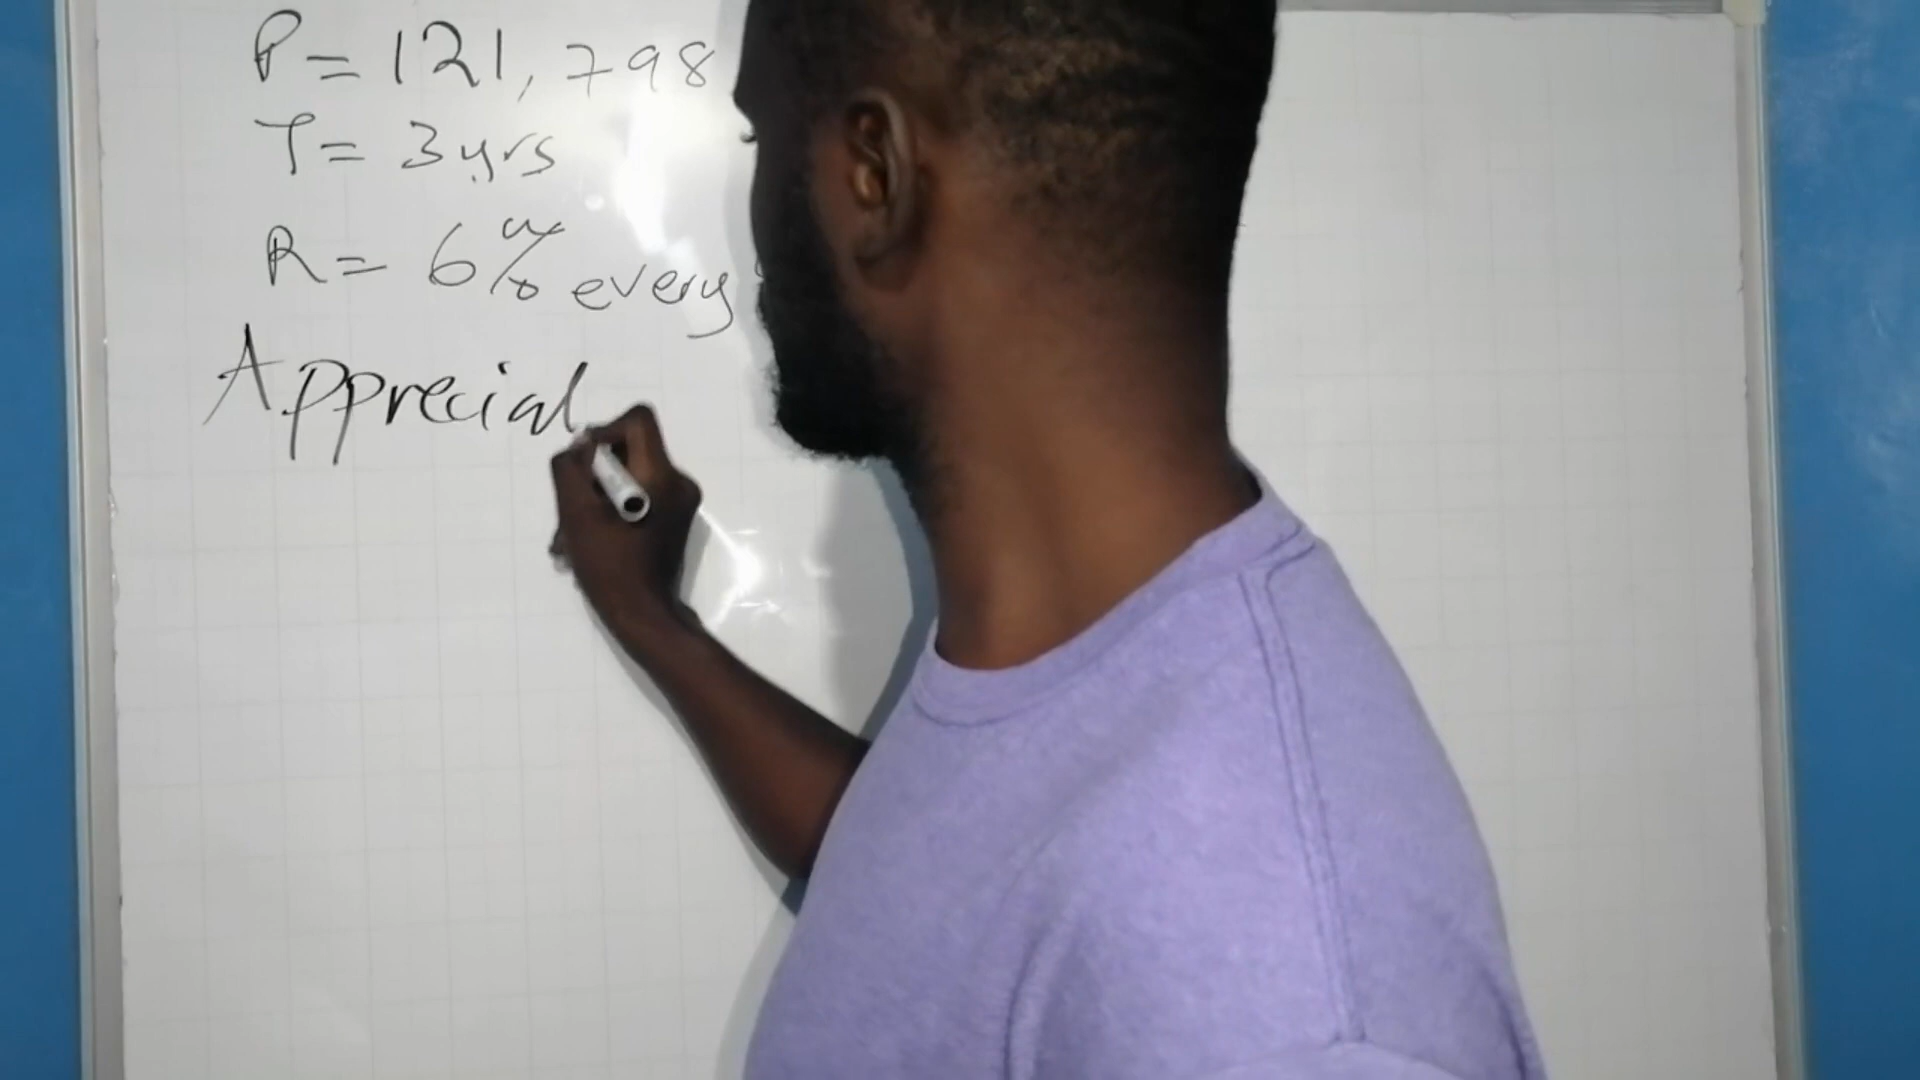 P = 121,798
T = 3yrs
R = 6% every
Appreciat